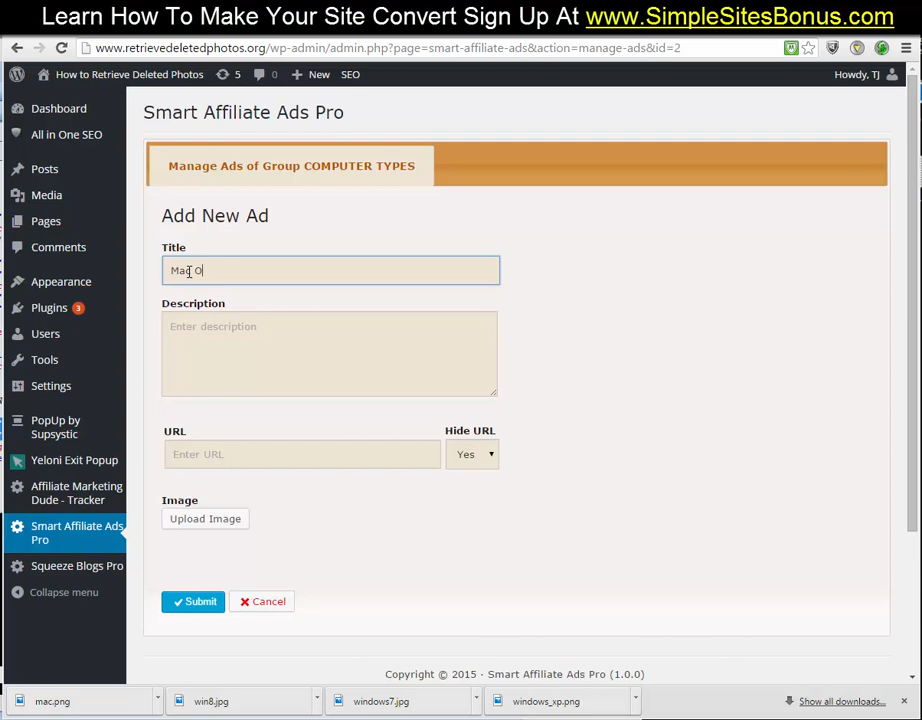 Learn How To Make Your Site Convert Sign Up At www.SimpleSitesBonus.com
www.retrievedeletedphotos.org/wp-admin/admin.php?page=smart-affiliate-ads&action=manage-ads&id=2
How to Retrieve Deleted Photos 5 0 New SEO Howdy, TJ
Dashboard
All in One SEO
Posts
Media
Pages
Comments
Appearance
Plugins 3
Users
Tools
Settings
PopUp by
Supsystic
Yeloni Exit Popup
Affiliate Marketing
Dude - Tracker
Smart Affiliate Ads
Pro
Squeeze Blogs Pro
Collapse menu
Smart Affiliate Ads Pro
Manage Ads of Group COMPUTER TYPES
Add New Ad
Title
Mac O
Description
Enter description
URL Hide URL
Enter URL Yes
Image
Upload Image
Submit Cancel
Copyright © 2015 · Smart Affiliate Ads Pro (1.0.0)
mac.png win8.jpg windows7.jpg windows_xp.png Show all downloads...